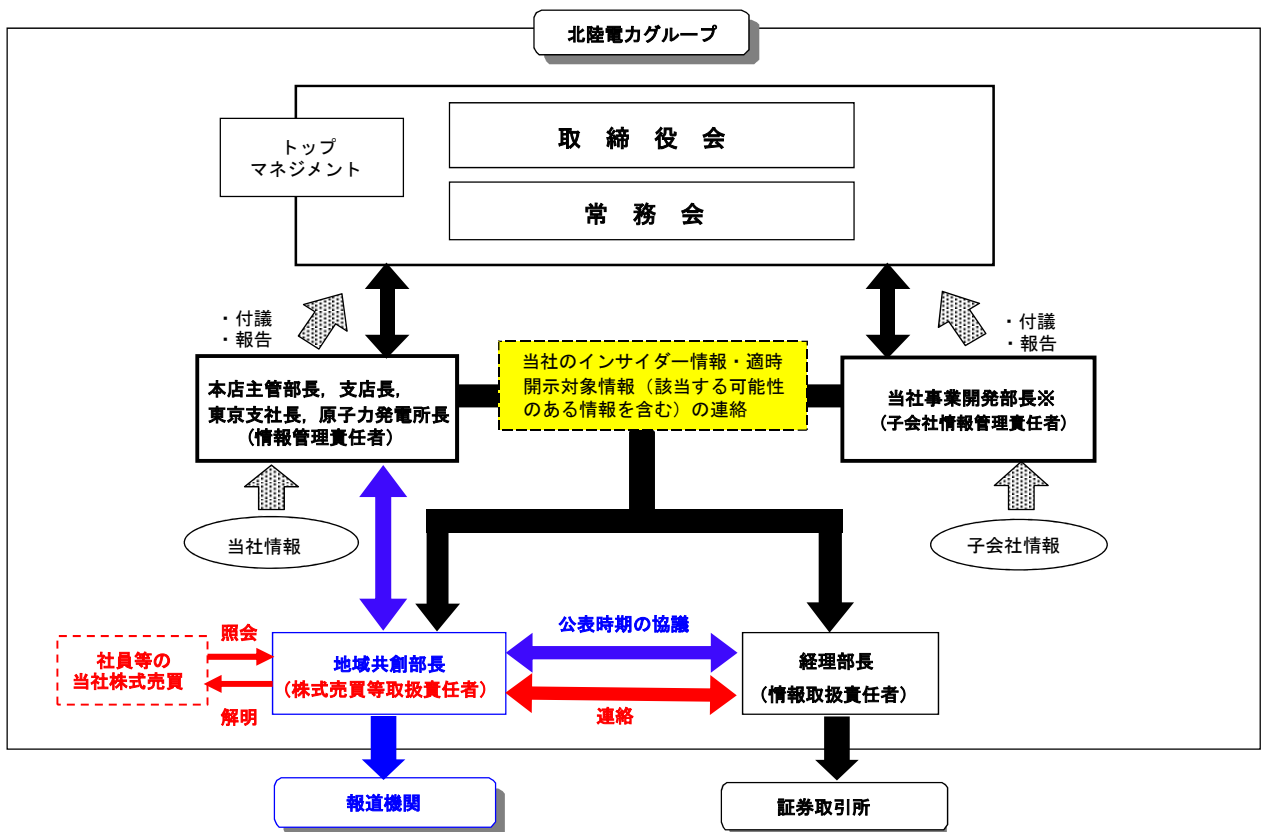 北陸電力グループ
取 締 役 会
トップ
マネジメント
常 務 会
・付議
・報告
・付議
・報告
当社のインサイダー情報・適時
開示対象情報（該当する可能性
のある情報を含む）の連絡
本店主管部長，支店長，
東京支社長，原子力発電所長
（情報管理責任者）
当社事業開発部長※
（子会社情報管理責任者）
当社情報
子会社情報
照会
社員等の
当社株式売買
解明
地域共創部長
（株式売買等取扱責任者）
公表時期の協議
連絡
経理部長
（情報取扱責任者）
報道機関
証券取引所